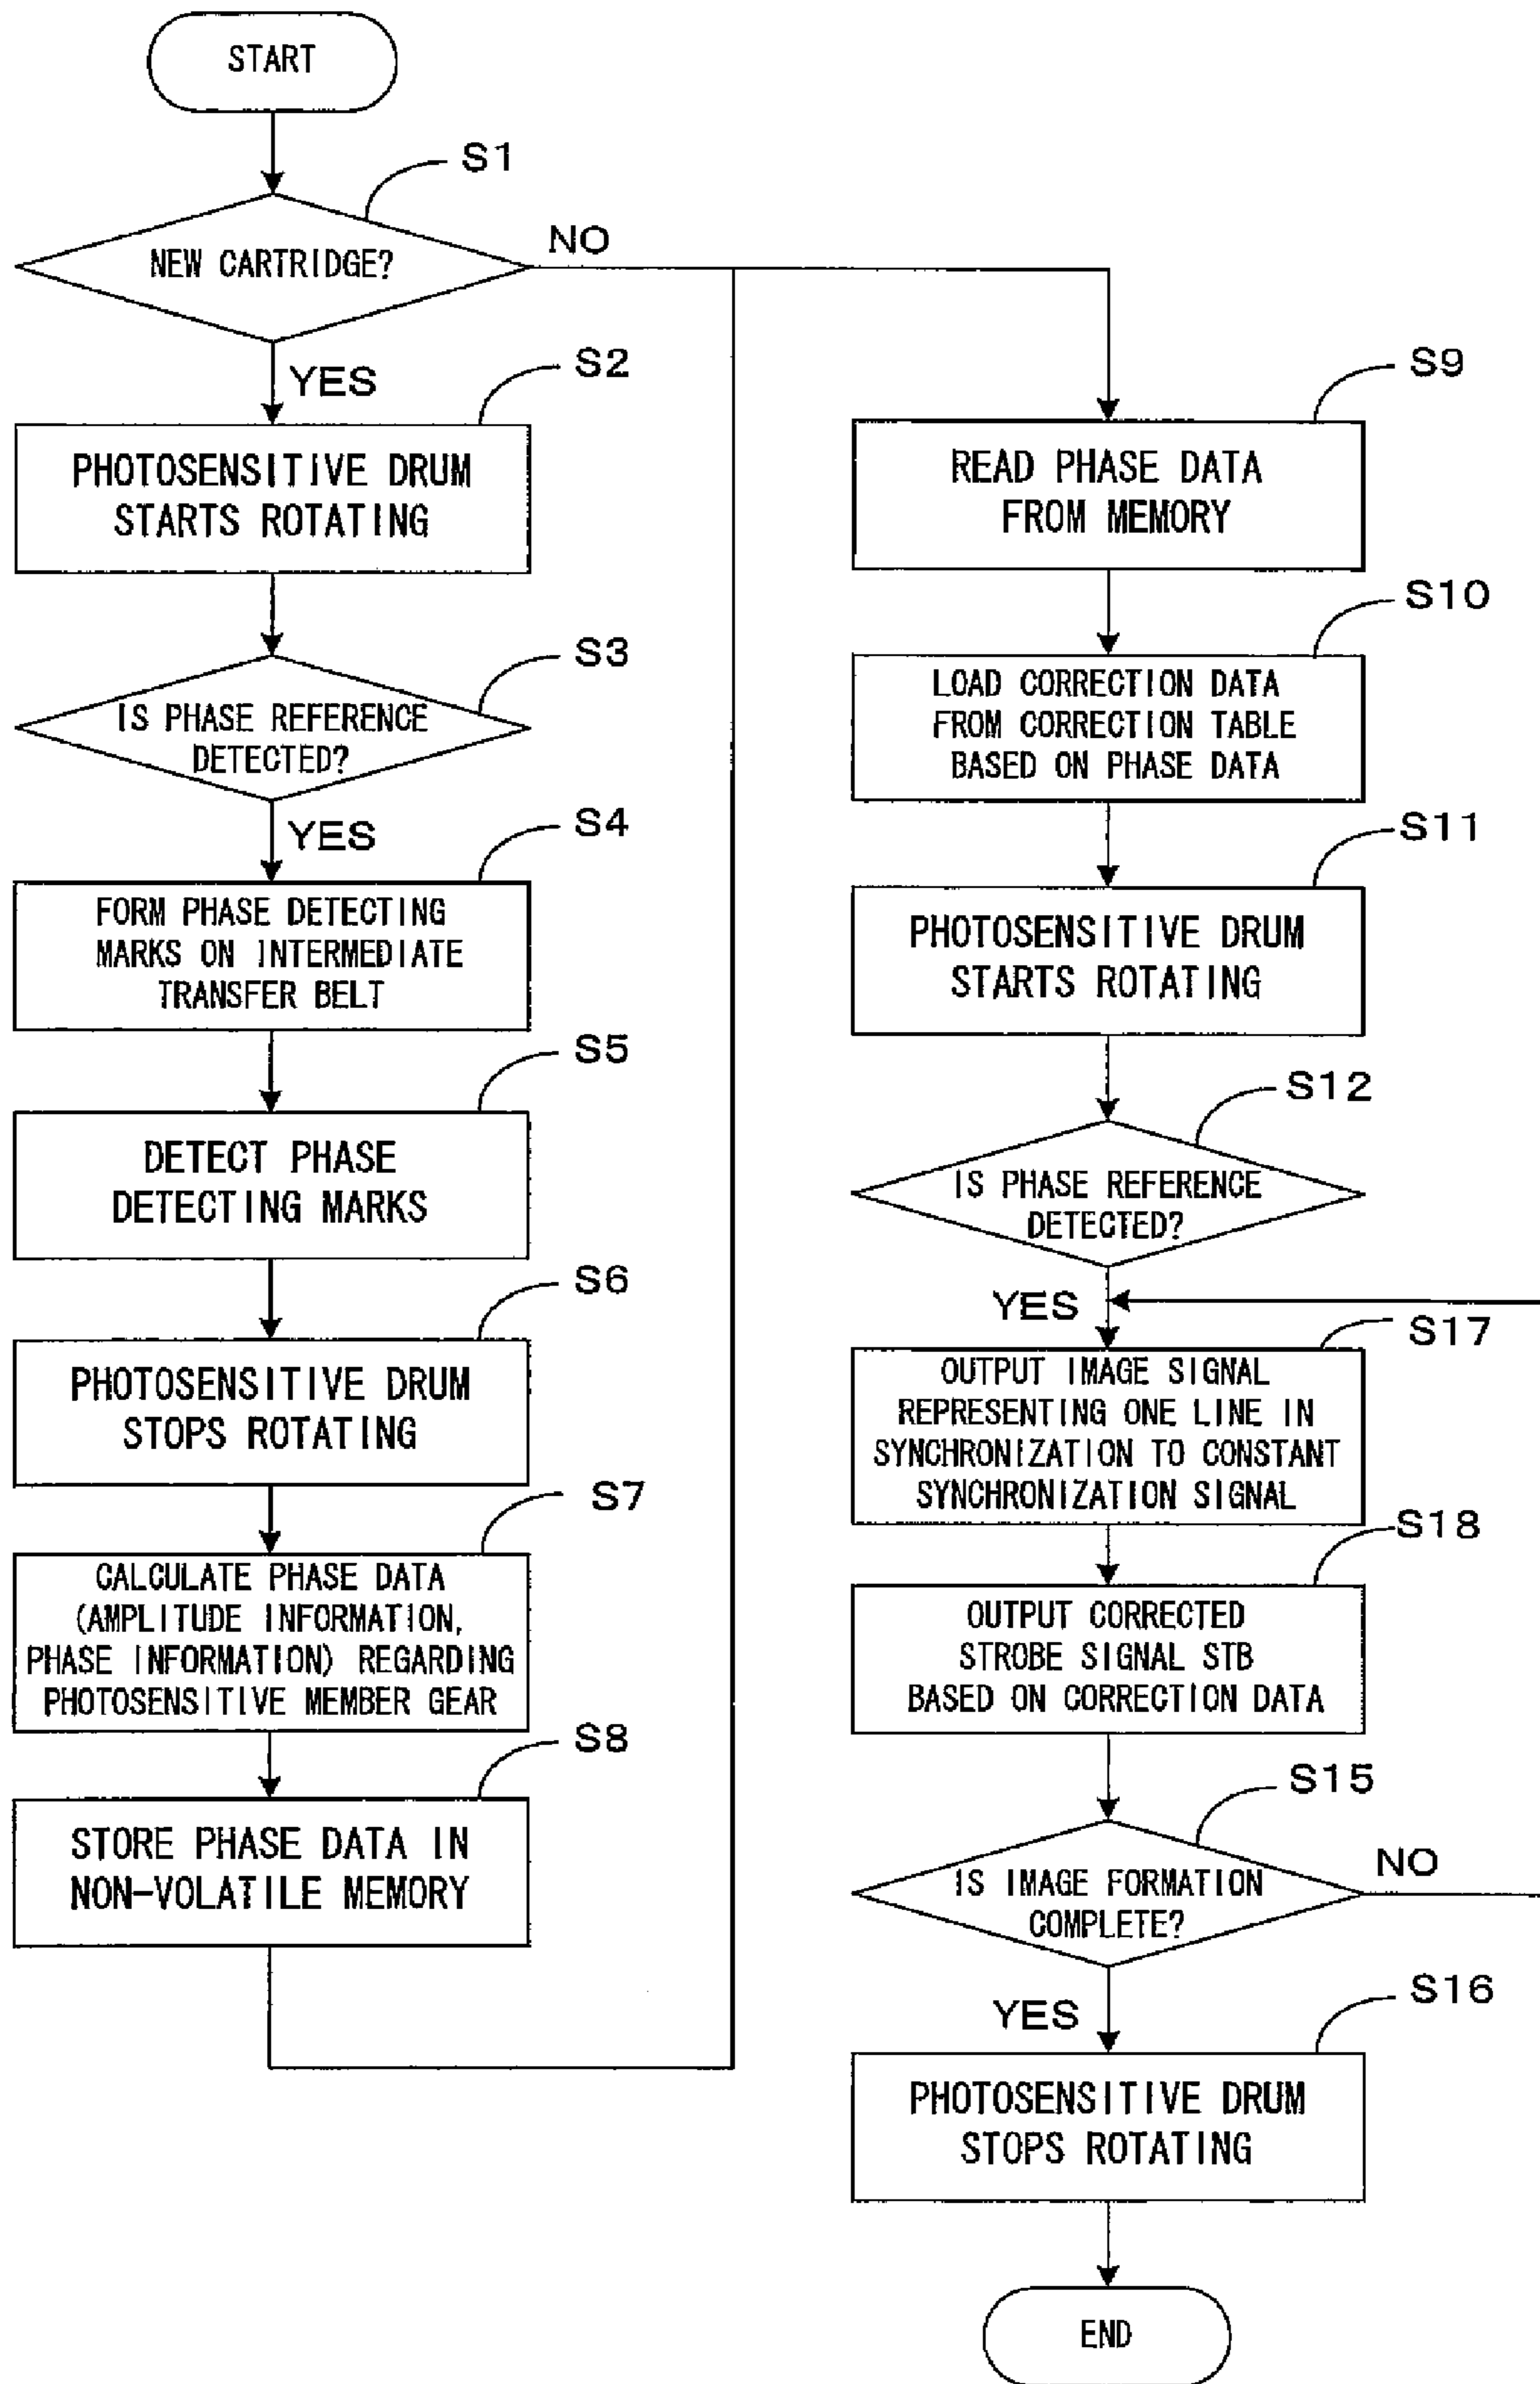 START
S1
NEW CARTRIDGE?
NO
YES
S2
PHOTOSENSITIVE DRUM
STARTS ROTATING
S3
IS PHASE REFERENCE
DETECTED?
YES
S4
FORM PHASE DETECTING
MARKS ON INTERMEDIATE
TRANSFER BELT
S5
DETECT PHASE
DETECTING MARKS
S6
PHOTOSENSITIVE DRUM
STOPS ROTATING
S7
CALCULATE PHASE DATA
(AMPLITUDE INFORMATION,
PHASE INFORMATION) REGARDING
PHOTOSENSITIVE MEMBER GEAR
S8
STORE PHASE DATA IN
NON-VOLATILE MEMORY
S9
READ PHASE DATA
FROM MEMORY
S10
LOAD CORRECTION DATA
FROM CORRECTION TABLE
BASED ON PHASE DATA
S11
PHOTOSENSITIVE DRUM
STARTS ROTATING
S12
IS PHASE REFERENCE
DETECTED?
YES
S17
OUTPUT IMAGE SIGNAL
REPRESENTING ONE LINE IN
SYNCHRONIZATION TO CONSTANT
SYNCHRONIZATION SIGNAL
S18
OUTPUT CORRECTED
STROBE SIGNAL STB
BASED ON CORRECTION DATA
S15
IS IMAGE FORMATION
COMPLETE?
NO
YES
S16
PHOTOSENSITIVE DRUM
STOPS ROTATING
END